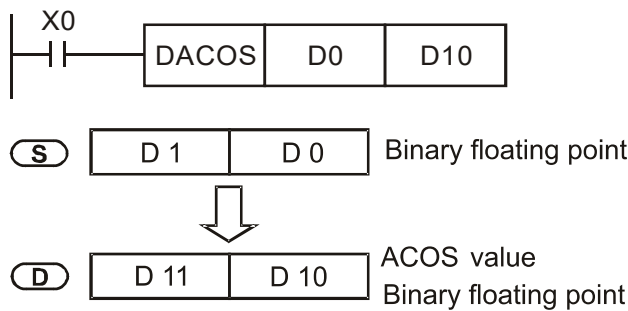 X0
DACOS D0 D10
S D 1 D 0 Binary floating point
D D 11 D 10 ACOS value
Binary floating point